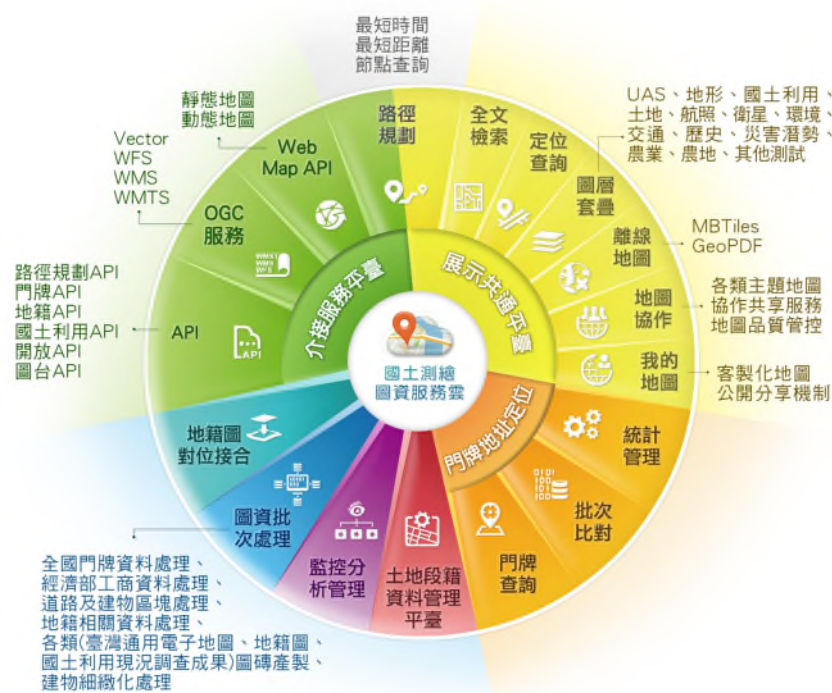 最短時間
最短距離
節點查詢
靜態地圖
動態地圖
Vector
WFS
WMS
WMTS
路徑規劃API
門牌API
地籍API
國土利用API
開放API
圖台API
Web
Map API
OGC
服務
API
路徑
規劃
全文
檢索
定位
查詢
圖層
套疊
離線
地圖
地圖
協作
我的
地圖
UAS、地形、國土利用、
土地、航照、衛星、環境、
交通、歷史、災害潛勢、
農業、農地、其他測試
MBTiles
GeoPDF
各類主題地圖
協作共享服務
地圖品質管控
客製化地圖
公開分享機制
WMST
WMS
WFS
API
介接服務平臺
展示共通平臺
門牌地址定位
國土測繪
圖資服務雲
統計
管理
批次
比對
門牌
查詢
土地段籍
資料管理
平臺
監控分
析管理
圖資批
次處理
地籍圖
對位接合
全國門牌資料處理、
經濟部工商資料處理、
道路及建物區塊處理、
地籍相關資料處理、
各類(臺灣通用電子地圖、地籍圖、
國土利用現況調查成果)圖磚產製、
建物細緻化處理